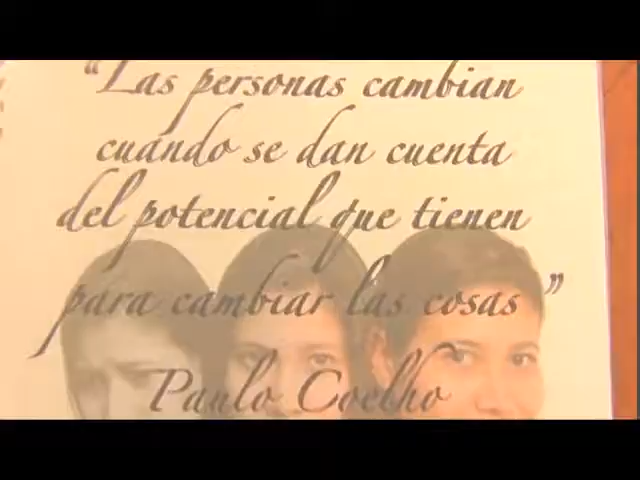 “Las personas cambian
cuando se dan cuenta
del potencial que tienen
para cambiar las cosas”
Paulo Coelho